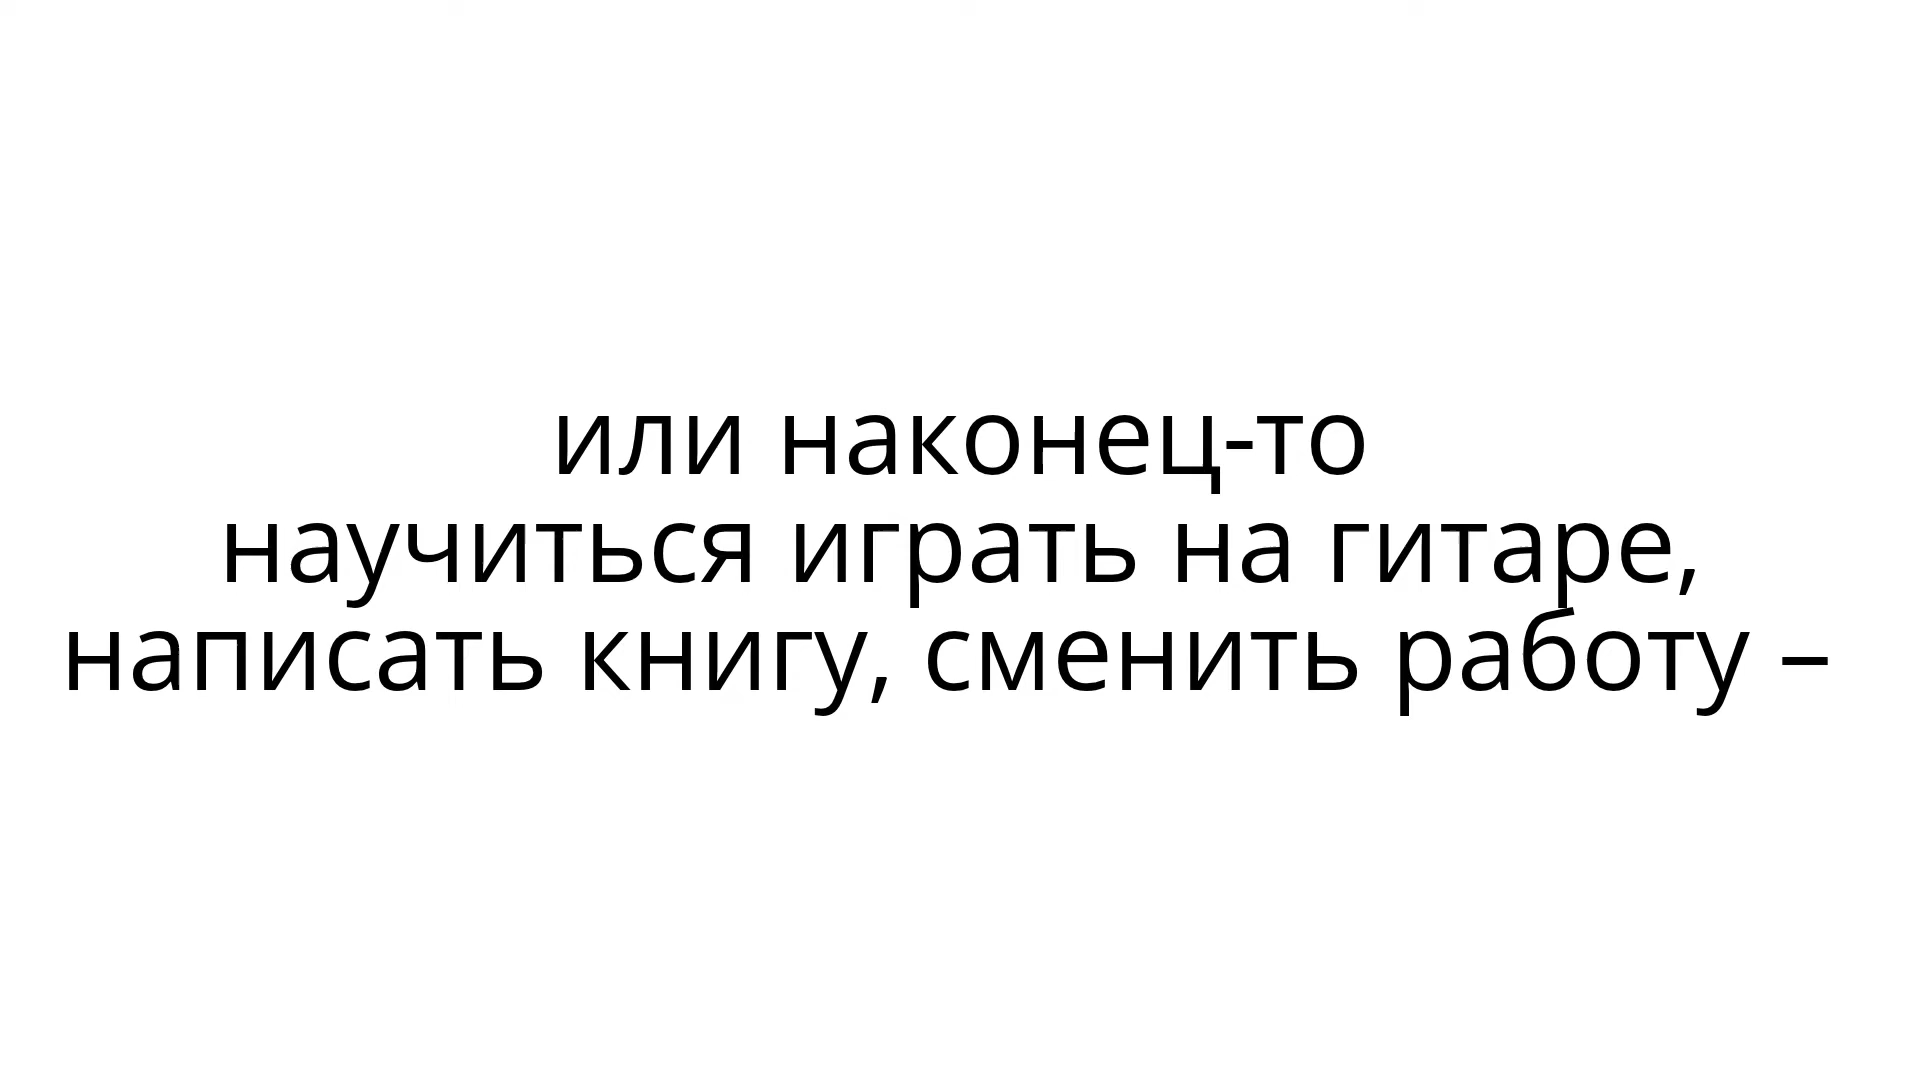 или наконец-то
научиться играть на гитаре,
написать книгу, сменить работу –